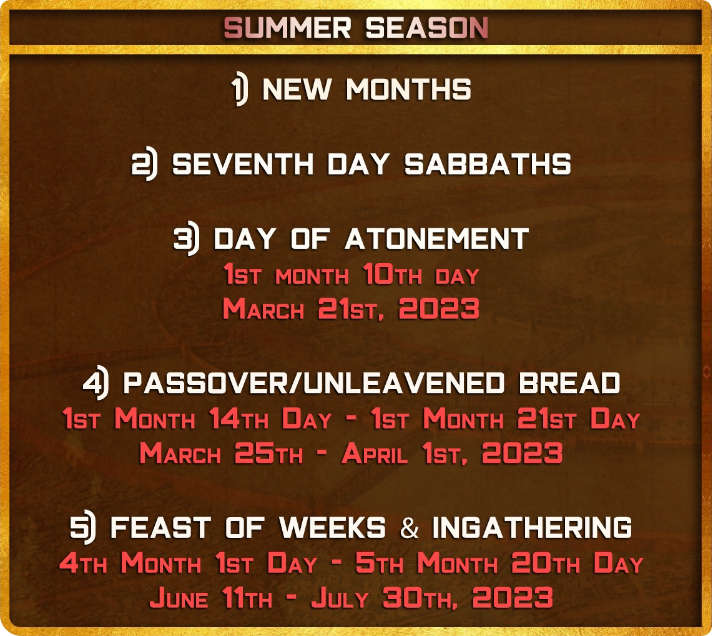 SUMMER SEASON
1) NEW MONTHS
2) SEVENTH DAY SABBATHS
3) DAY OF ATONEMENT
1st month 10th day
March 21st, 2023
4) PASSOVER/UNLEAVENED BREAD
1st Month 14th Day - 1st Month 21st Day
March 25th - April 1st, 2023
5) FEAST OF WEEKS & INGATHERING
4th Month 1st Day - 5th Month 20th Day
June 11th - July 30th, 2023